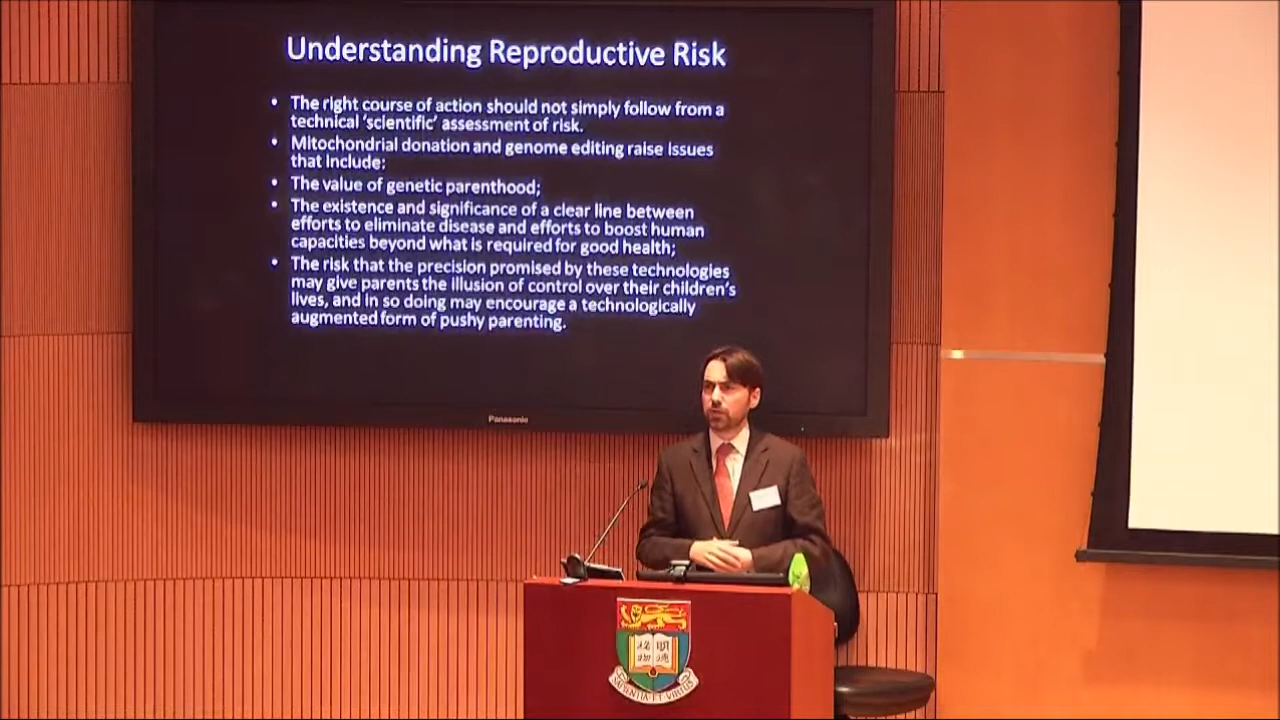 Understanding Reproductive Risk
• The right course of action should not simply follow from a
technical 'scientific' assessment of risk.
• Mitochondrial donation and genome editing raise issues
that include:
• The value of genetic parenthood;
• The existence and significance of a clear line between
efforts to eliminate disease and efforts to boost human
capacities beyond what is required for good health;
• The risk that the precision promised by these technologies
may give parents the illusion of control over their children's
lives, and in so doing may encourage a technologically
augmented form of pushy parenting.
Panasonic
SAPIENTIA ET VIRTUS